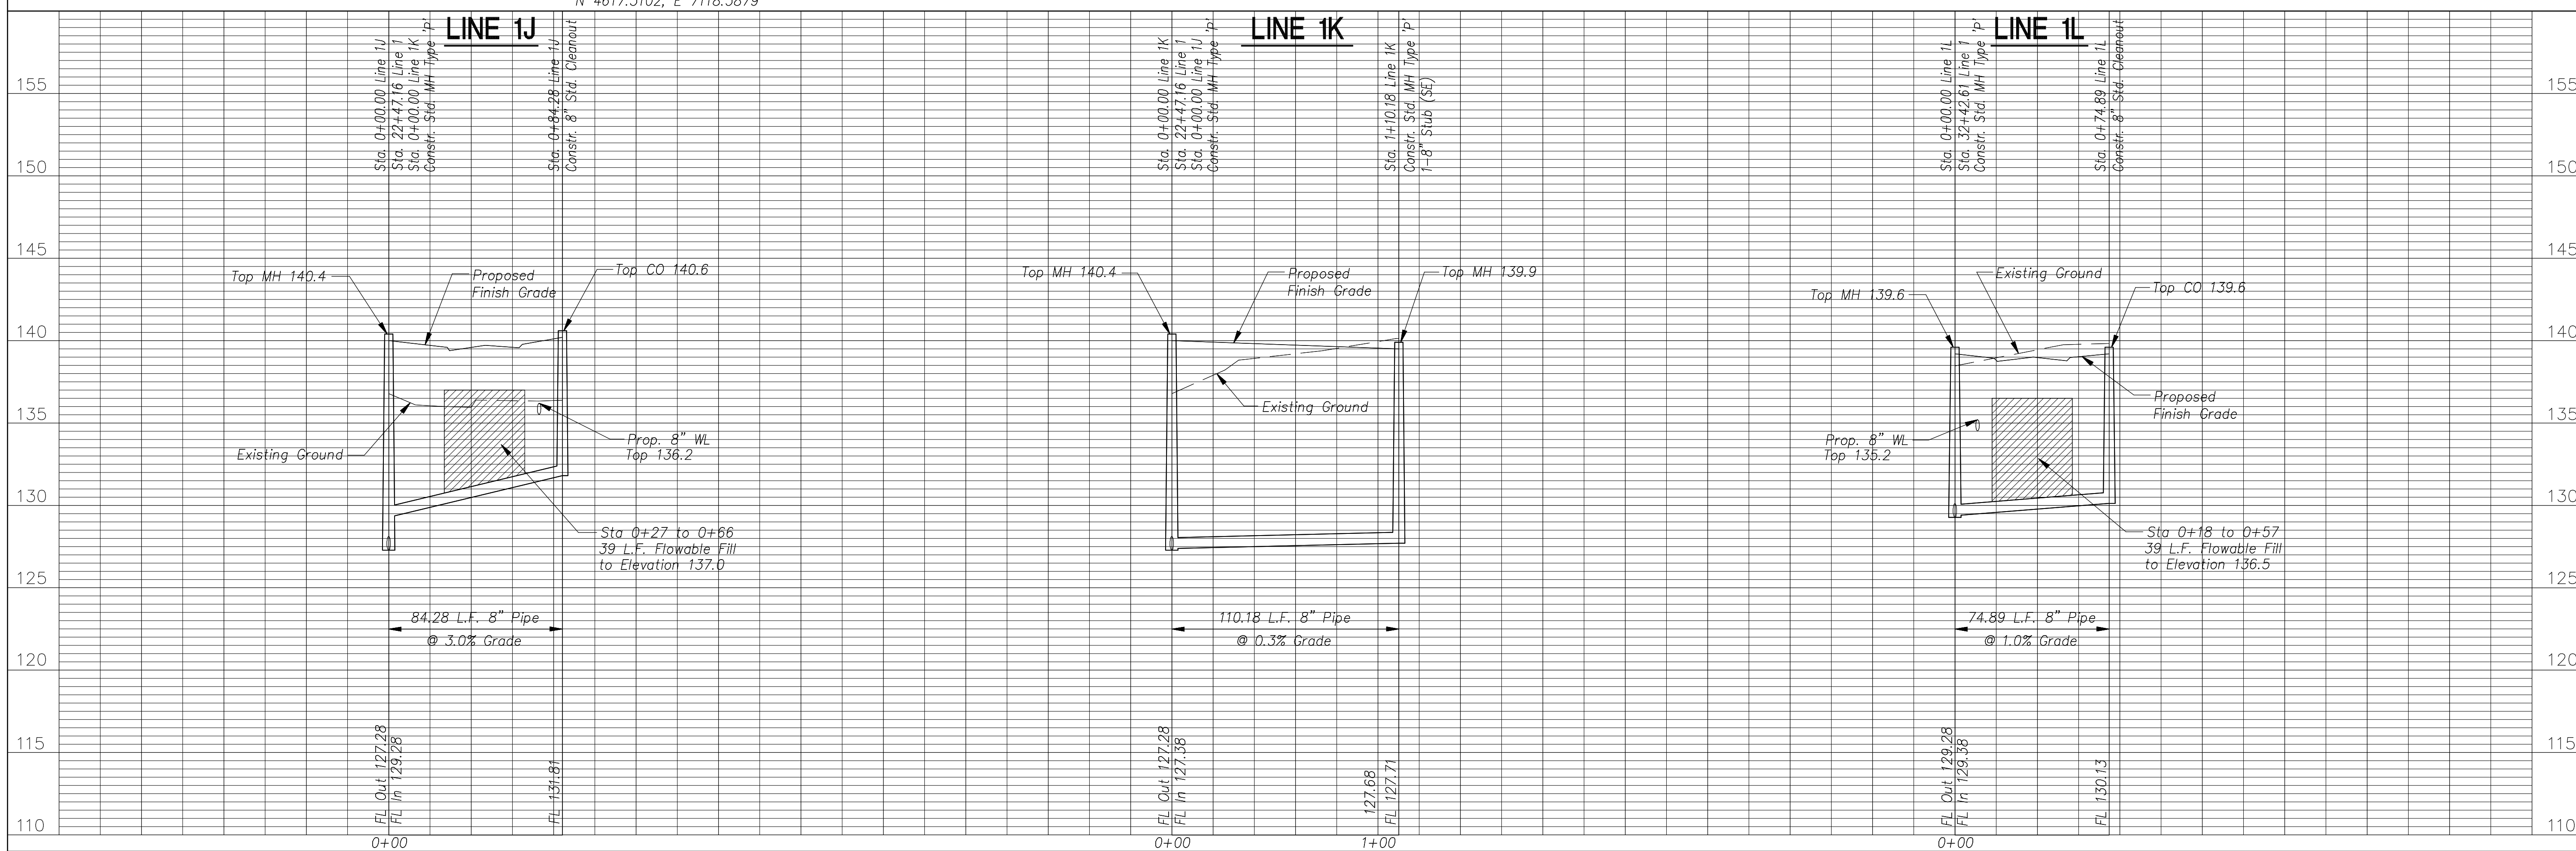 LINE 1J
Sta. 0+00.00 Line 1J
Sta. 22+47.16 Line 1
Sta. 0+00.00 Line 1K
Constr. Std. MH Type 'P'
Sta. 0+84.28 Line 1J
Constr. 8" Std. Cleanout
LINE 1K
Sta. 0+00.00 Line 1K
Sta. 22+47.16 Line 1
Sta. 0+00.00 Line 1J
Constr. Std. MH Type 'P'
Sta. 1+10.18 Line 1K
Constr. Std. MH Type 'P'
1-8" Stub (SE)
LINE 1L
Sta. 0+00.00 Line 1L
Sta. 32+42.61 Line 1
Constr. Std. MH Type 'P'
Sta. 0+74.89 Line 1L
Constr. 8" Std. Cleanout
155
155
150
150
145
145
140
140
135
135
130
130
125
125
120
120
115
115
110
110
Top MH 140.4
Proposed
Finish Grade
Top CO 140.6
Existing Ground
Prop. 8" WL
Top 136.2
Sta 0+27 to 0+66
39 L.F. Flowable Fill
to Elevation 137.0
84.28 L.F. 8" Pipe
@ 3.0% Grade
FL Out 127.28
FL In 129.28
FL 131.81
0+00
Top MH 140.4
Proposed
Finish Grade
Top MH 139.9
Existing Ground
110.18 L.F. 8" Pipe
@ 0.3% Grade
FL Out 127.28
FL In 127.38
127.68
FL 127.71
0+00
1+00
Top MH 139.6
Existing Ground
Top CO 139.6
Proposed
Finish Grade
Prop. 8" WL
Top 135.2
Sta 0+18 to 0+57
39 L.F. Flowable Fill
to Elevation 136.5
74.89 L.F. 8" Pipe
@ 1.0% Grade
FL Out 129.28
FL In 129.38
FL 130.13
0+00